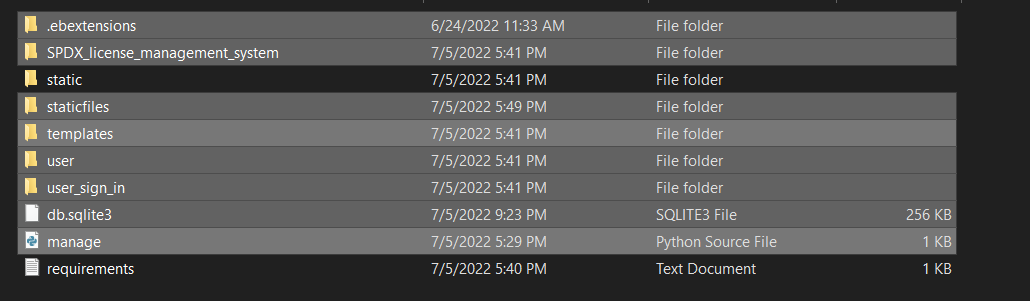 .ebextensions 6/24/2022 11:33 AM File folder
SPDX_license_management_system 7/5/2022 5:41 PM File folder
static 7/5/2022 5:41 PM File folder
staticfiles 7/5/2022 5:49 PM File folder
templates 7/5/2022 5:41 PM File folder
user 7/5/2022 5:41 PM File folder
user_sign_in 7/5/2022 5:41 PM File folder
db.sqlite3 7/5/2022 9:23 PM SQLITE3 File 256 KB
manage 7/5/2022 5:29 PM Python Source File 1 KB
requirements 7/5/2022 5:40 PM Text Document 1 KB